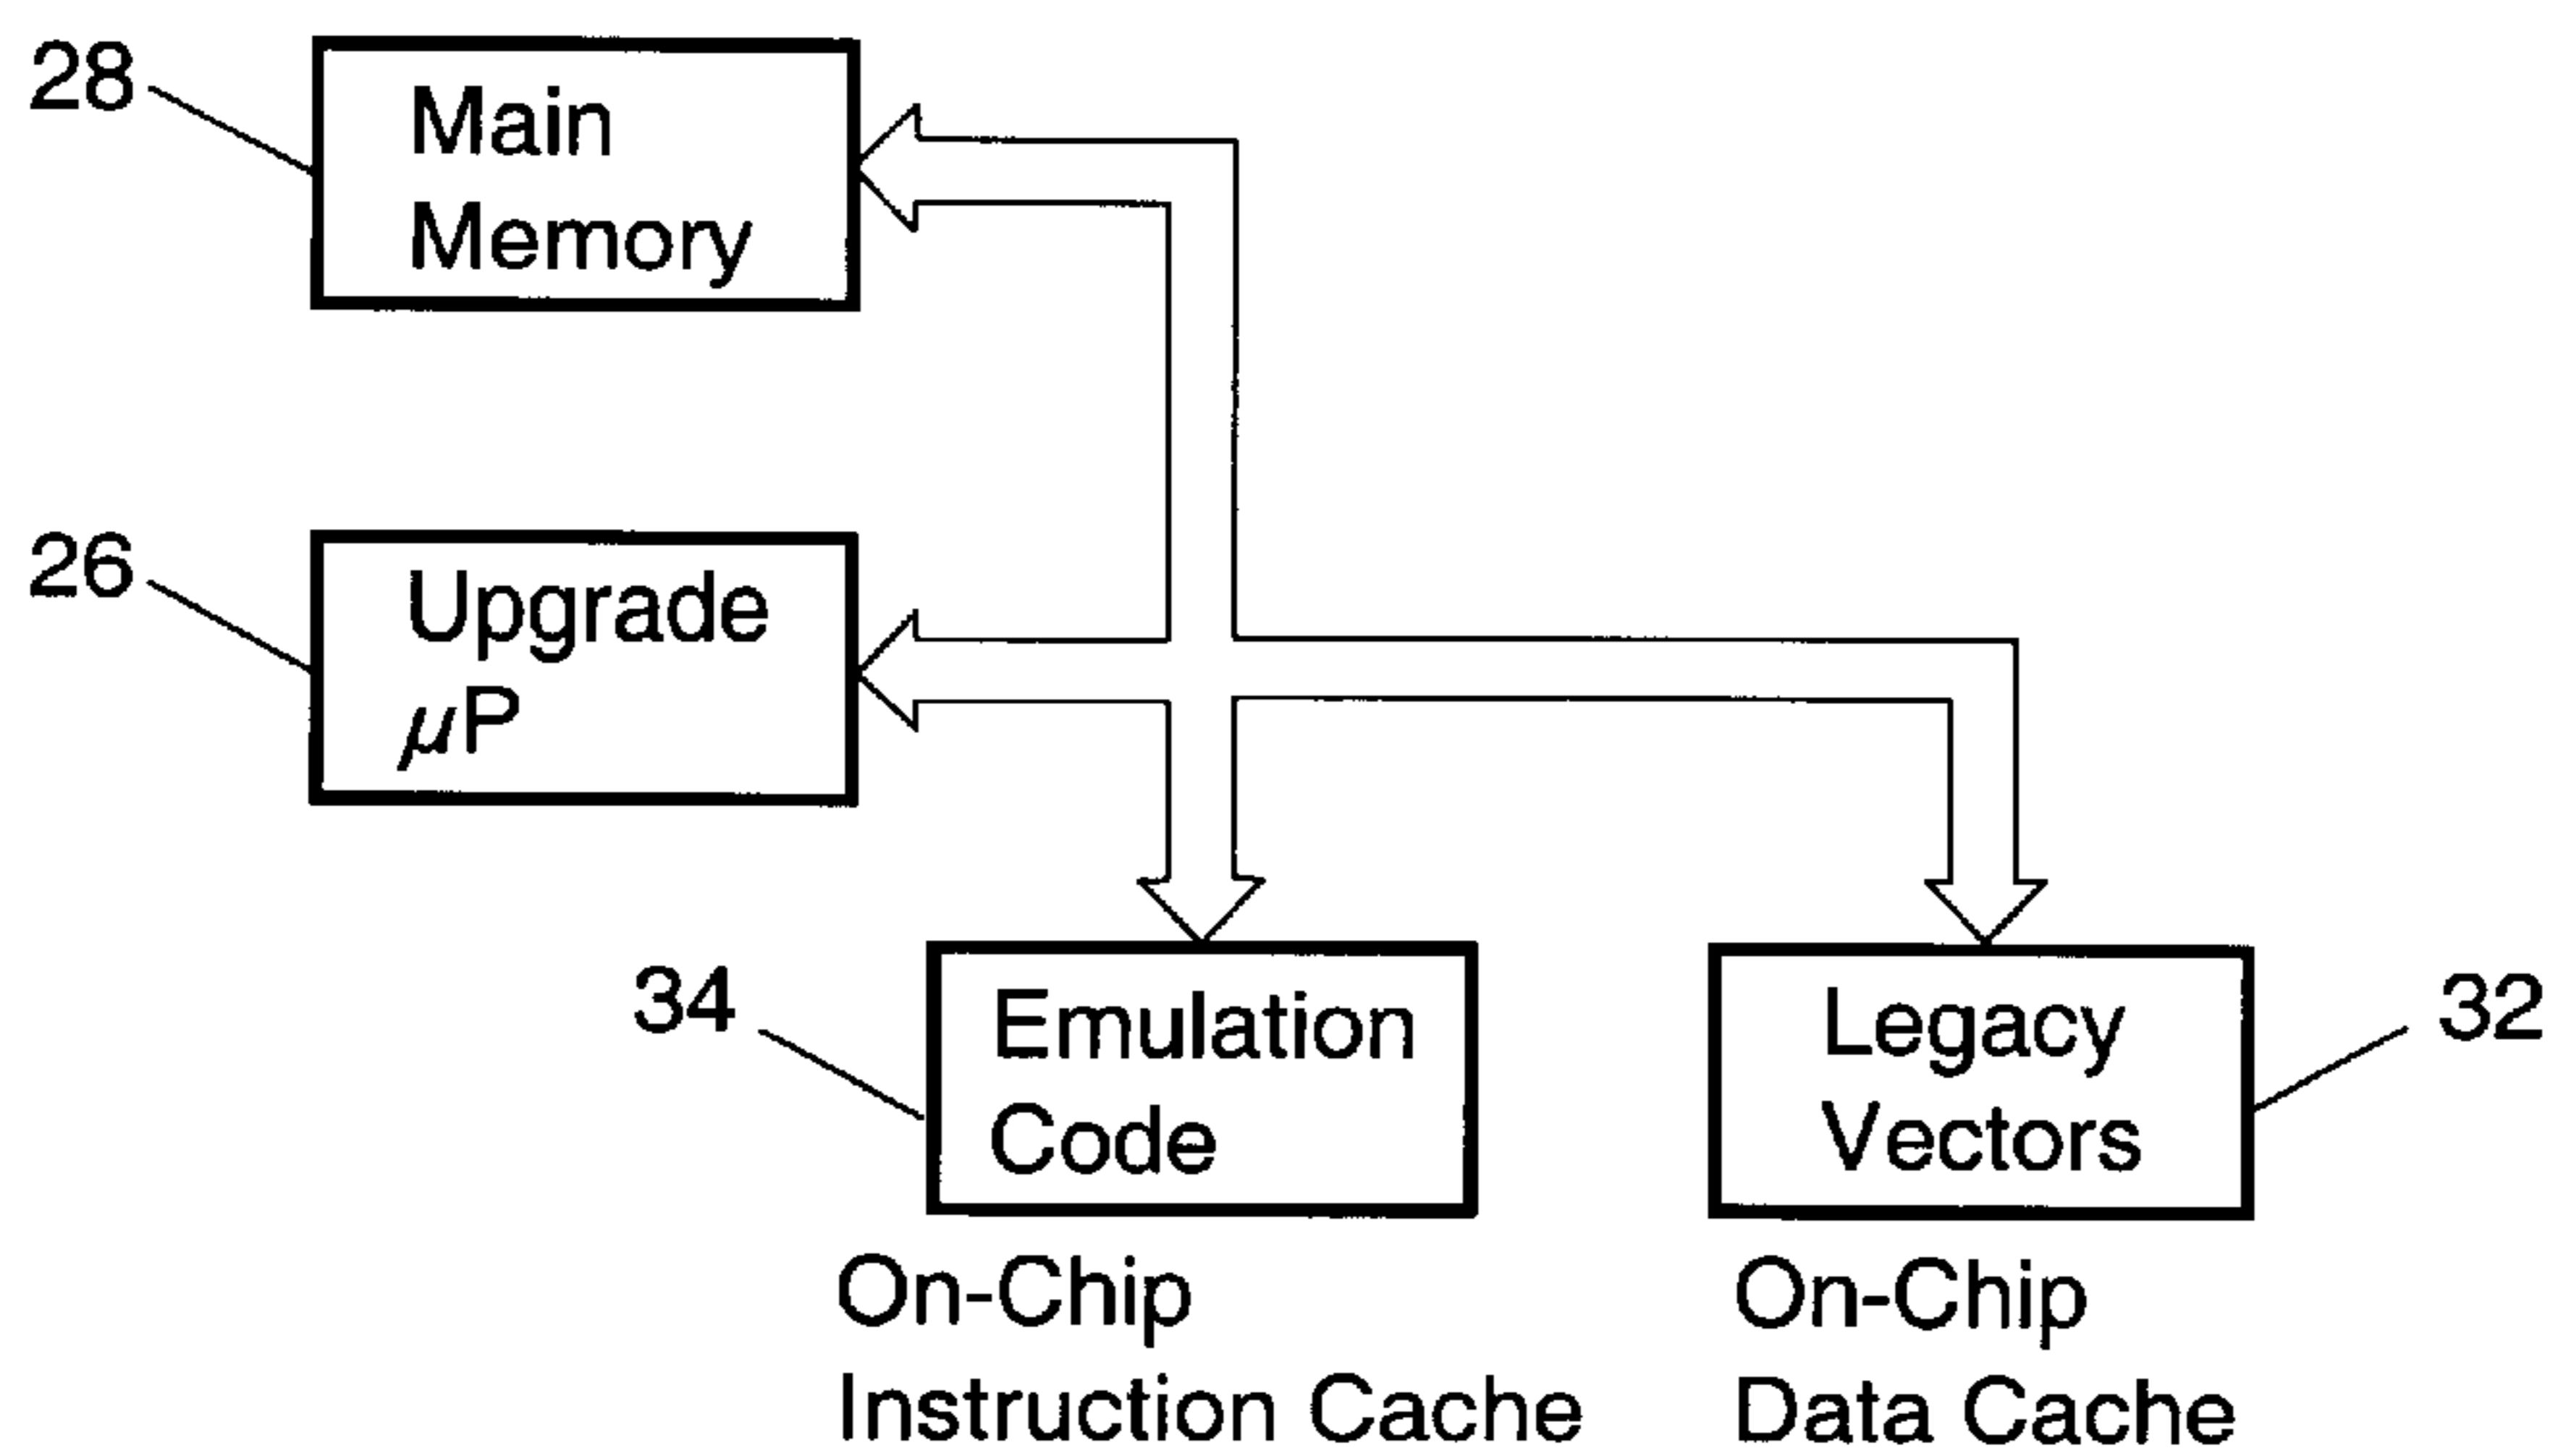 28
Main
Memory
26
Upgrade
μP
34
Emulation
Code
Legacy
Vectors
32
On-Chip
Instruction Cache
On-Chip
Data Cache